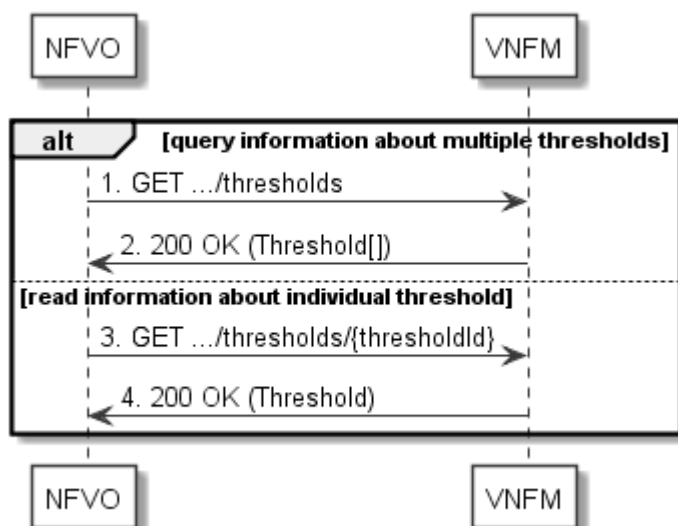 NFVO VNFM
alt [query information about multiple thresholds]
1. GET .../thresholds
2. 200 OK (Threshold[])
[read information about individual threshold]
3. GET .../thresholds/{thresholdId}
4. 200 OK (Threshold)
NFVO VNFM